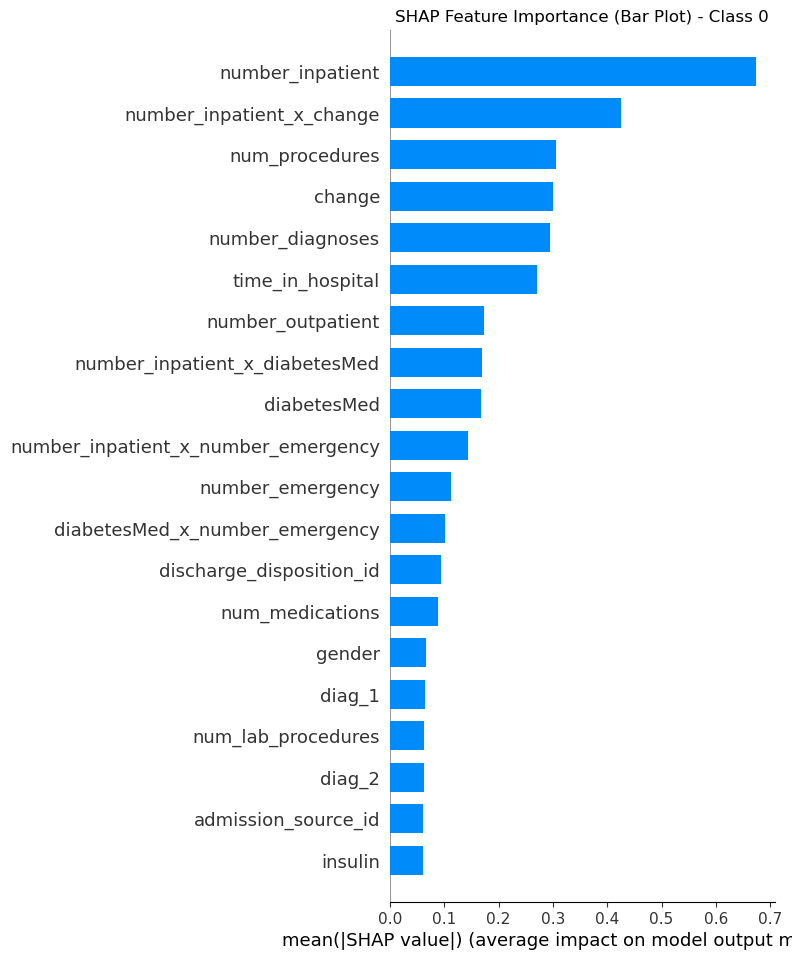 SHAP Feature Importance (Bar Plot) - Class 0
number_inpatient
number_inpatient_x_change
num_procedures
change
number_diagnoses
time_in_hospital
number_outpatient
number_inpatient_x_diabetesMed
diabetesMed
number_inpatient_x_number_emergency
number_emergency
diabetesMed_x_number_emergency
discharge_disposition_id
num_medications
gender
diag_1
num_lab_procedures
diag_2
admission_source_id
insulin
0.0 0.1 0.2 0.3 0.4 0.5 0.6 0.7
mean(|SHAP value|) (average impact on model output m